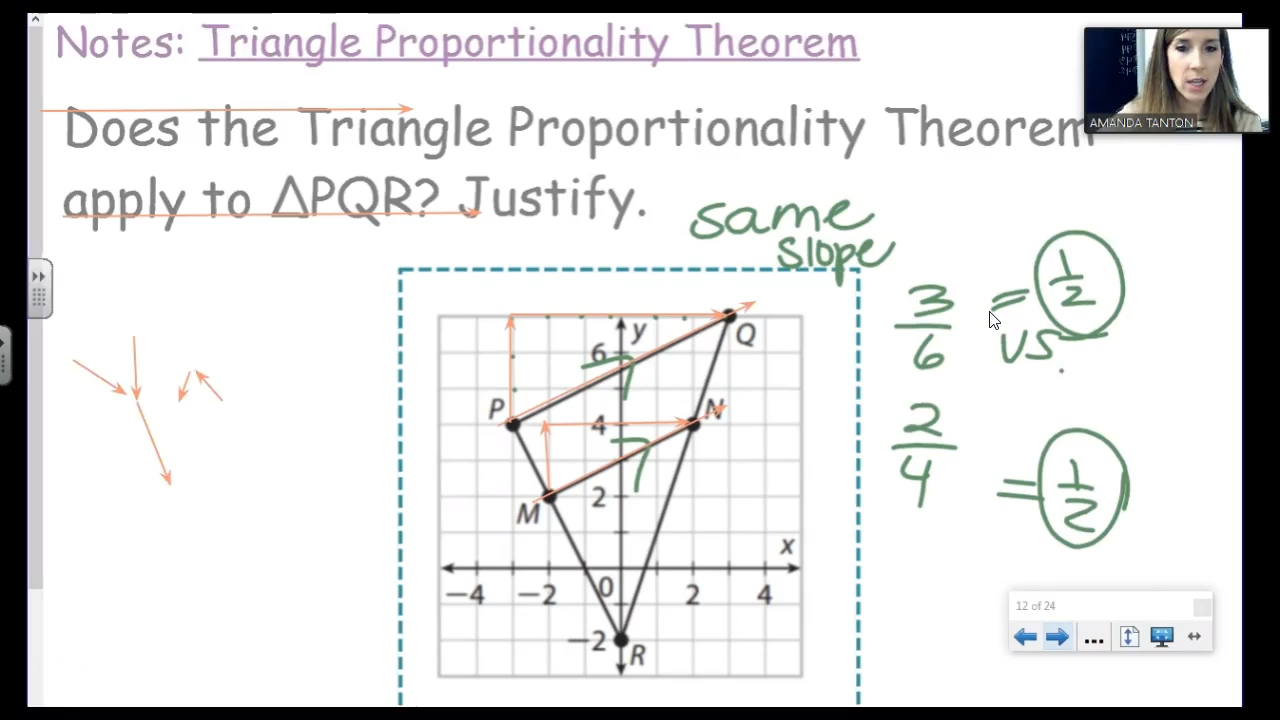 Notes: Triangle Proportionality Theorem
AMANDA TANTON
Does the Triangle Proportionality Theorem
apply to △PQR? Justify.
same
slope
3/6 = 1/2
vs.
2/4 = 1/2
y
Q
6
P
4
N
M
2
x
−4 −2 0 2 4
−2
R
12 of 24
...